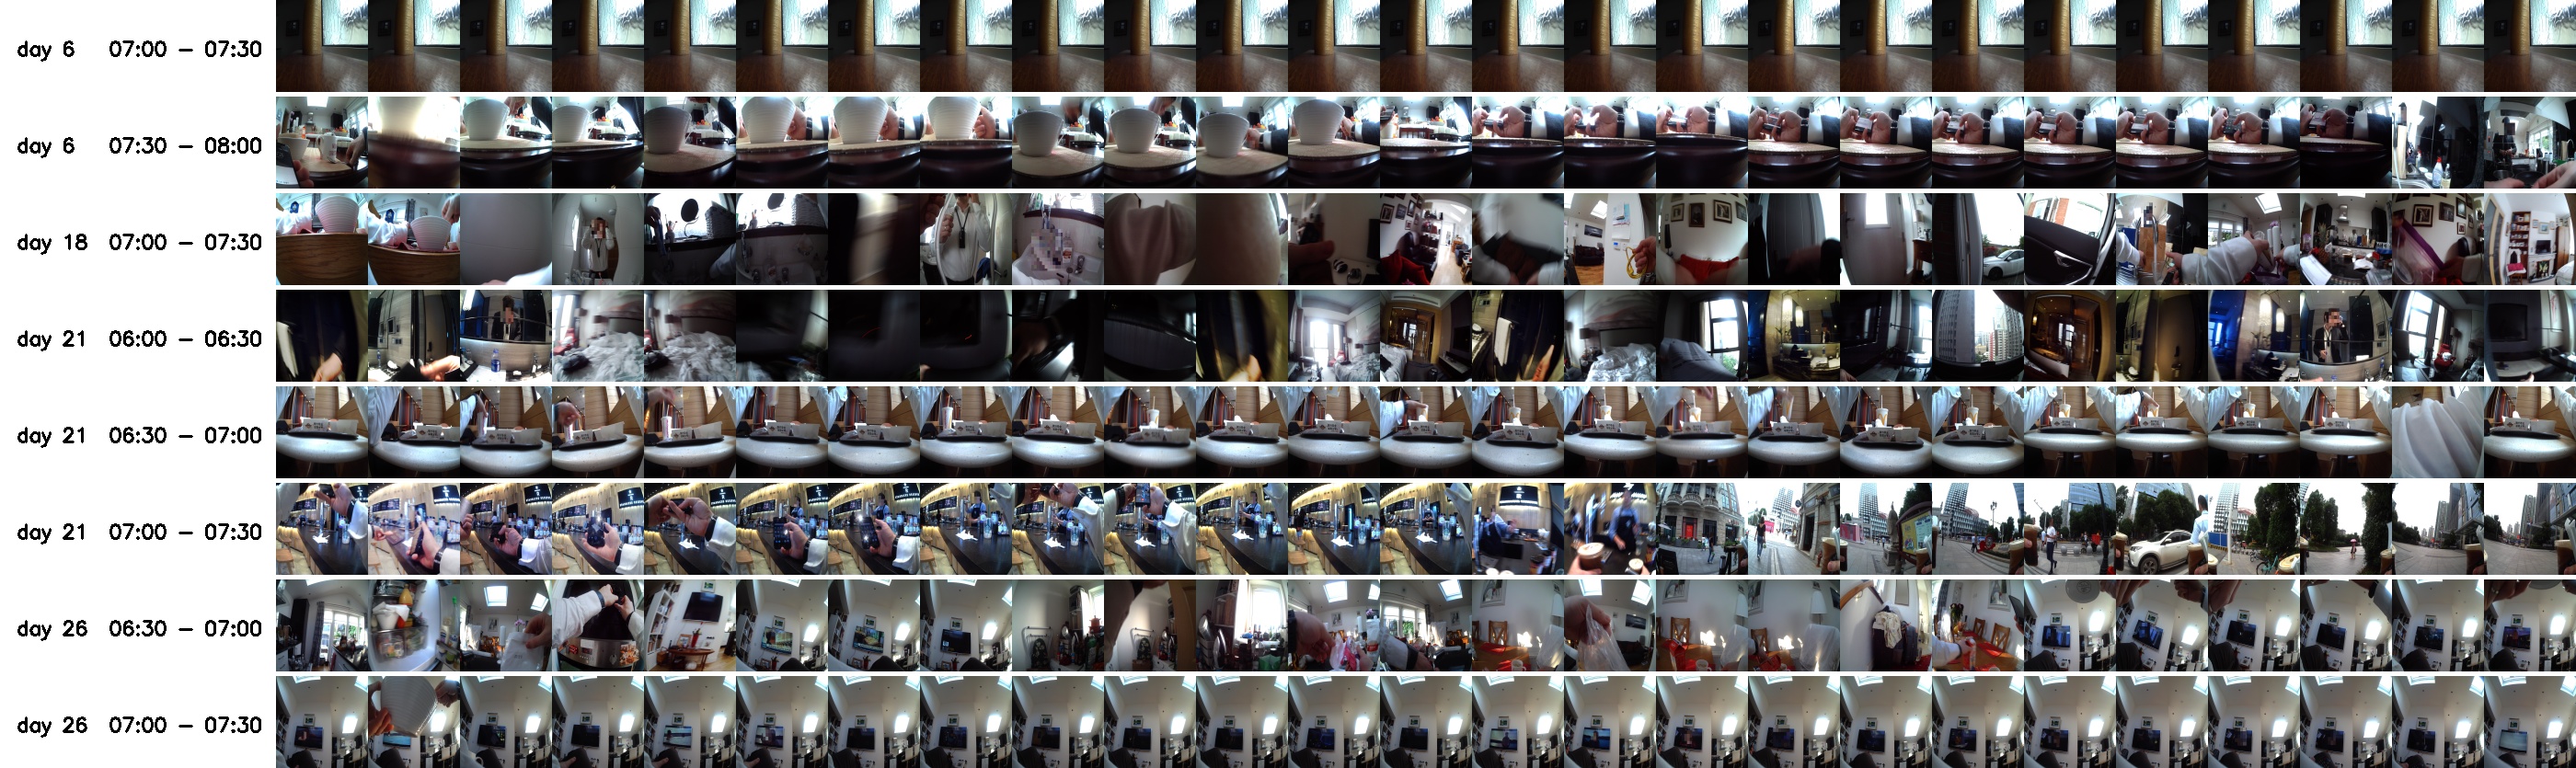 day 6 07:00 – 07:30
day 6 07:30 – 08:00
day 18 07:00 – 07:30
day 21 06:00 – 06:30
day 21 06:30 – 07:00
day 21 07:00 – 07:30
day 26 06:30 – 07:00
day 26 07:00 – 07:30